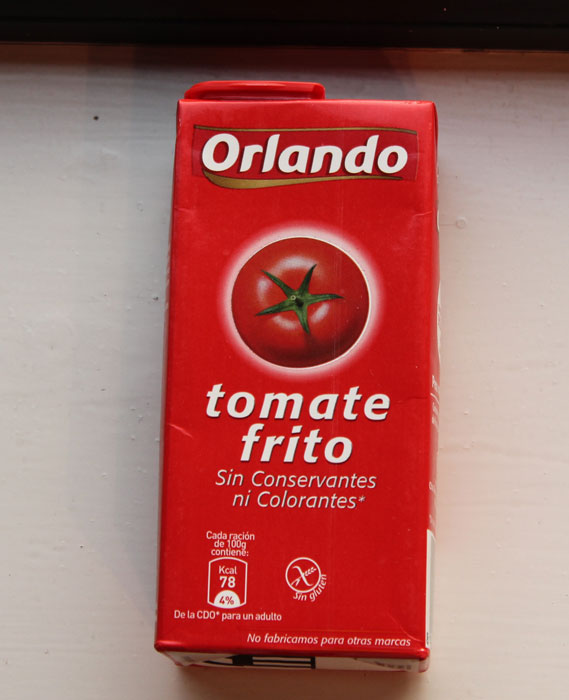 Orlando
tomate
frito
Sin Conservantes
ni Colorantes*
Cada ración
de 100g
contiene:
Kcal
78
4%
De la CDO* para un adulto
Sin gluten
No fabricamos para otras marcas